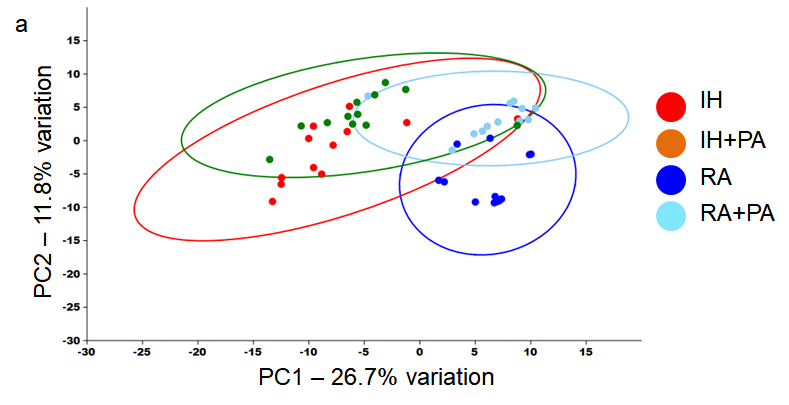 a
15
10
5
0
-5
-10
-15
-20
-25
-30
-30 -25 -20 -15 -10 -5 0 5 10 15
PC2 – 11.8% variation
PC1 – 26.7% variation
IH
IH+PA
RA
RA+PA